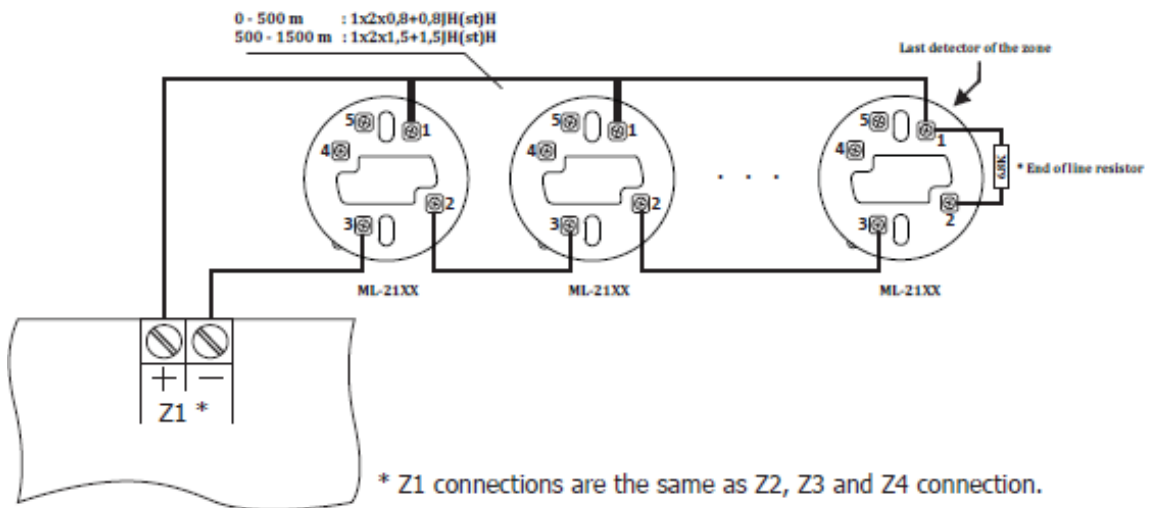 0 - 500 m : 1x2x0,8+0,8JH(st)H
500 - 1500 m : 1x2x1,5+1,5JH(st)H
Last detector of the zone
5 1 5 1 5 1
4 4 4
68K * End of line resistor
2 2 2
3 3 3
ML-21XX ML-21XX ML-21XX
. . .
+ −
Z1 *
* Z1 connections are the same as Z2, Z3 and Z4 connection.